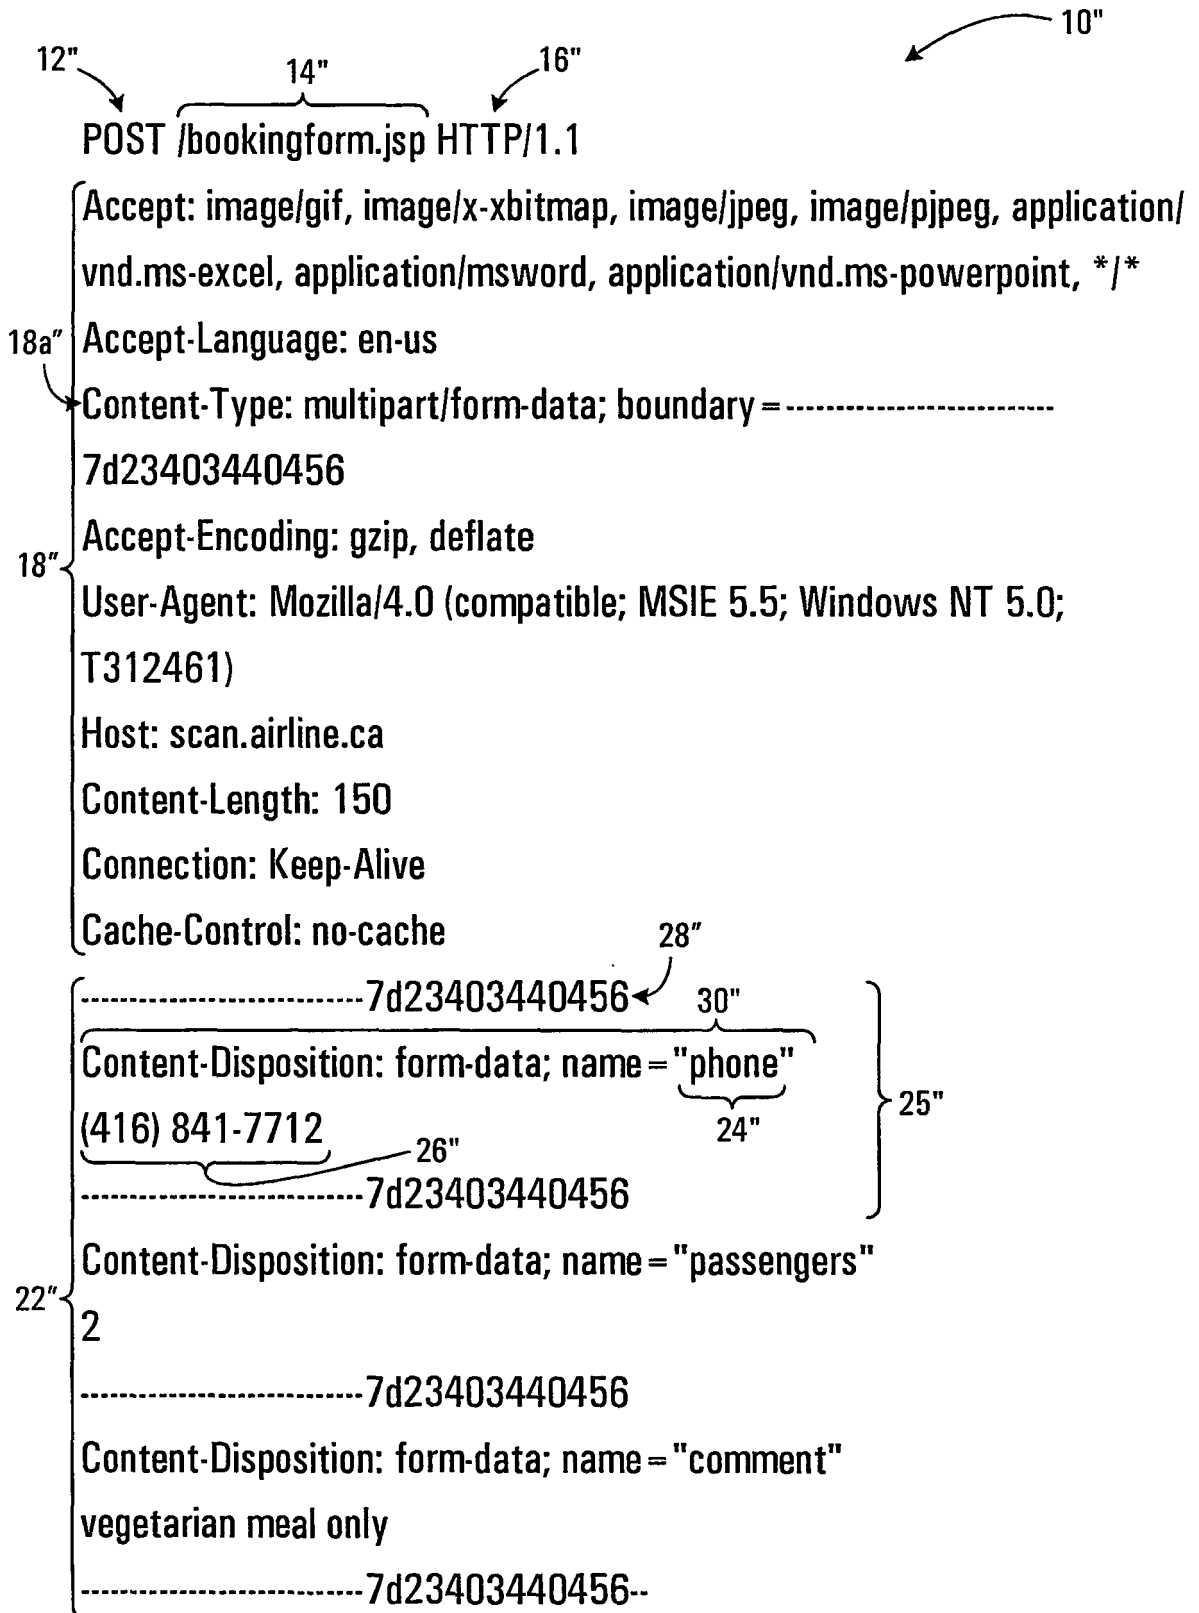 10"
12" 14" 16"
POST /bookingform.jsp HTTP/1.1
Accept: image/gif, image/x-xbitmap, image/jpeg, image/pjpeg, application/
vnd.ms-excel, application/msword, application/vnd.ms-powerpoint, */*
18a" Accept-Language: en-us
Content-Type: multipart/form-data; boundary=---------------------------
7d23403440456
Accept-Encoding: gzip, deflate
18"
User-Agent: Mozilla/4.0 (compatible; MSIE 5.5; Windows NT 5.0;
T312461)
Host: scan.airline.ca
Content-Length: 150
Connection: Keep-Alive
Cache-Control: no-cache
28"
---------------------------7d23403440456
30"
Content-Disposition: form-data; name="phone"
25"
(416) 841-7712 24"
26"
---------------------------7d23403440456
Content-Disposition: form-data; name="passengers"
22"
2
---------------------------7d23403440456
Content-Disposition: form-data; name="comment"
vegetarian meal only
---------------------------7d23403440456--